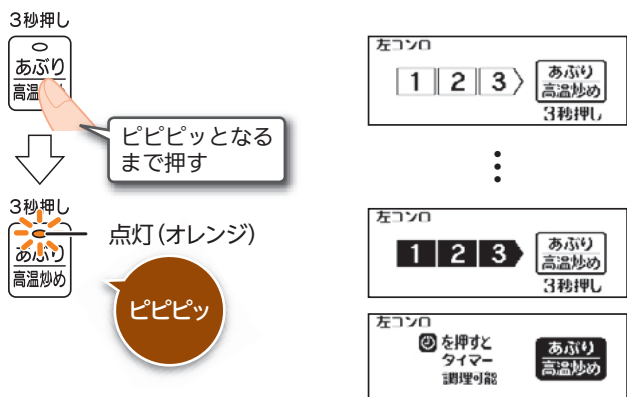 3秒押し
あぶり
高温炒め
ピピピッとなる
まで押す
3秒押し
あぶり
高温炒め
点灯（オレンジ）
ピピピッ
左コンロ
1 2 3
あぶり
高温炒め
3秒押し
左コンロ
1 2 3
あぶり
高温炒め
3秒押し
左コンロ
を押すと
タイマー
調理可能
あぶり
高温炒め